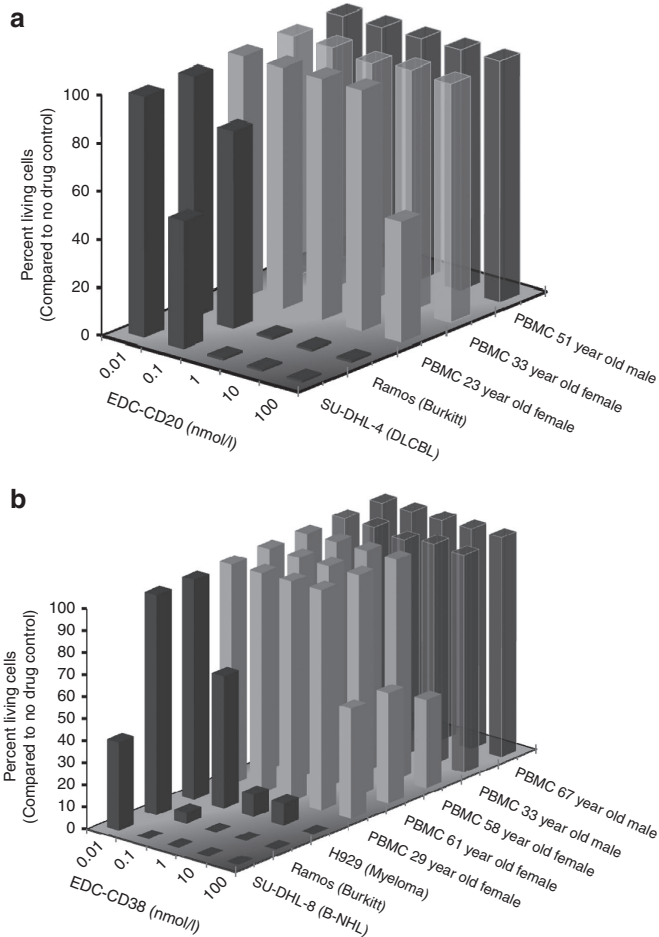 a
Percent living cells
(Compared to no drug control)
100
80
60
40
20
0
0.01
0.1
1
10
100
EDC-CD20 (nmol/l)
SU-DHL-4 (DLCBL)
Ramos (Burkitt)
PBMC 23 year old female
PBMC 33 year old female
PBMC 51 year old male
b
Percent living cells
(Compared to no drug control)
100
90
80
70
60
50
40
30
20
10
0
0.01
0.1
1
10
100
EDC-CD38 (nmol/l)
SU-DHL-8 (B-NHL)
Ramos (Burkitt)
H929 (Myeloma)
PBMC 29 year old female
PBMC 61 year old female
PBMC 58 year old female
PBMC 33 year old male
PBMC 67 year old male